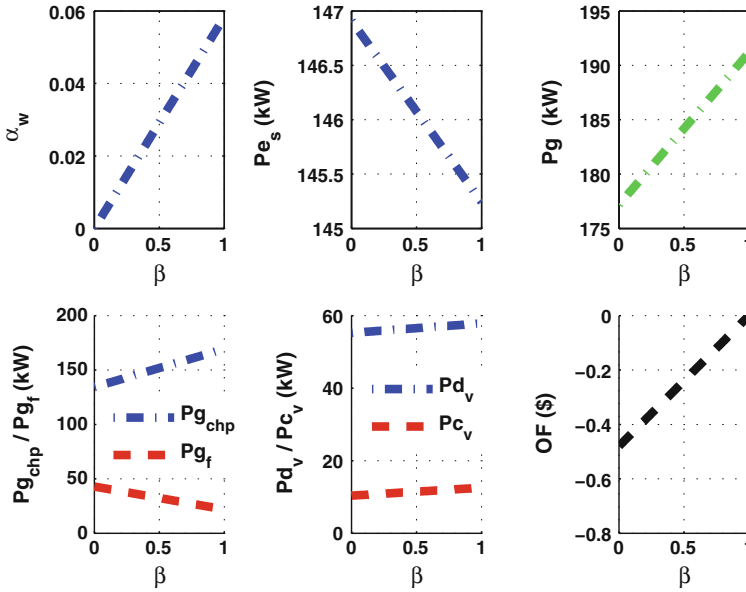 α_w
0.06
0.04
0.02
0
0 0.5 1
β
Pe_s (kW)
147
146.5
146
145.5
145
0 0.5 1
β
Pg (kW)
195
190
185
180
175
0 0.5 1
β
Pg_chp / Pg_f (kW)
200
150
100
50
0
Pg_chp
Pg_f
0 0.5 1
β
Pd_v / Pc_v (kW)
60
40
20
0
Pd_v
Pc_v
0 0.5 1
β
OF ($)
0
−0.2
−0.4
−0.6
−0.8
0 0.5 1
β